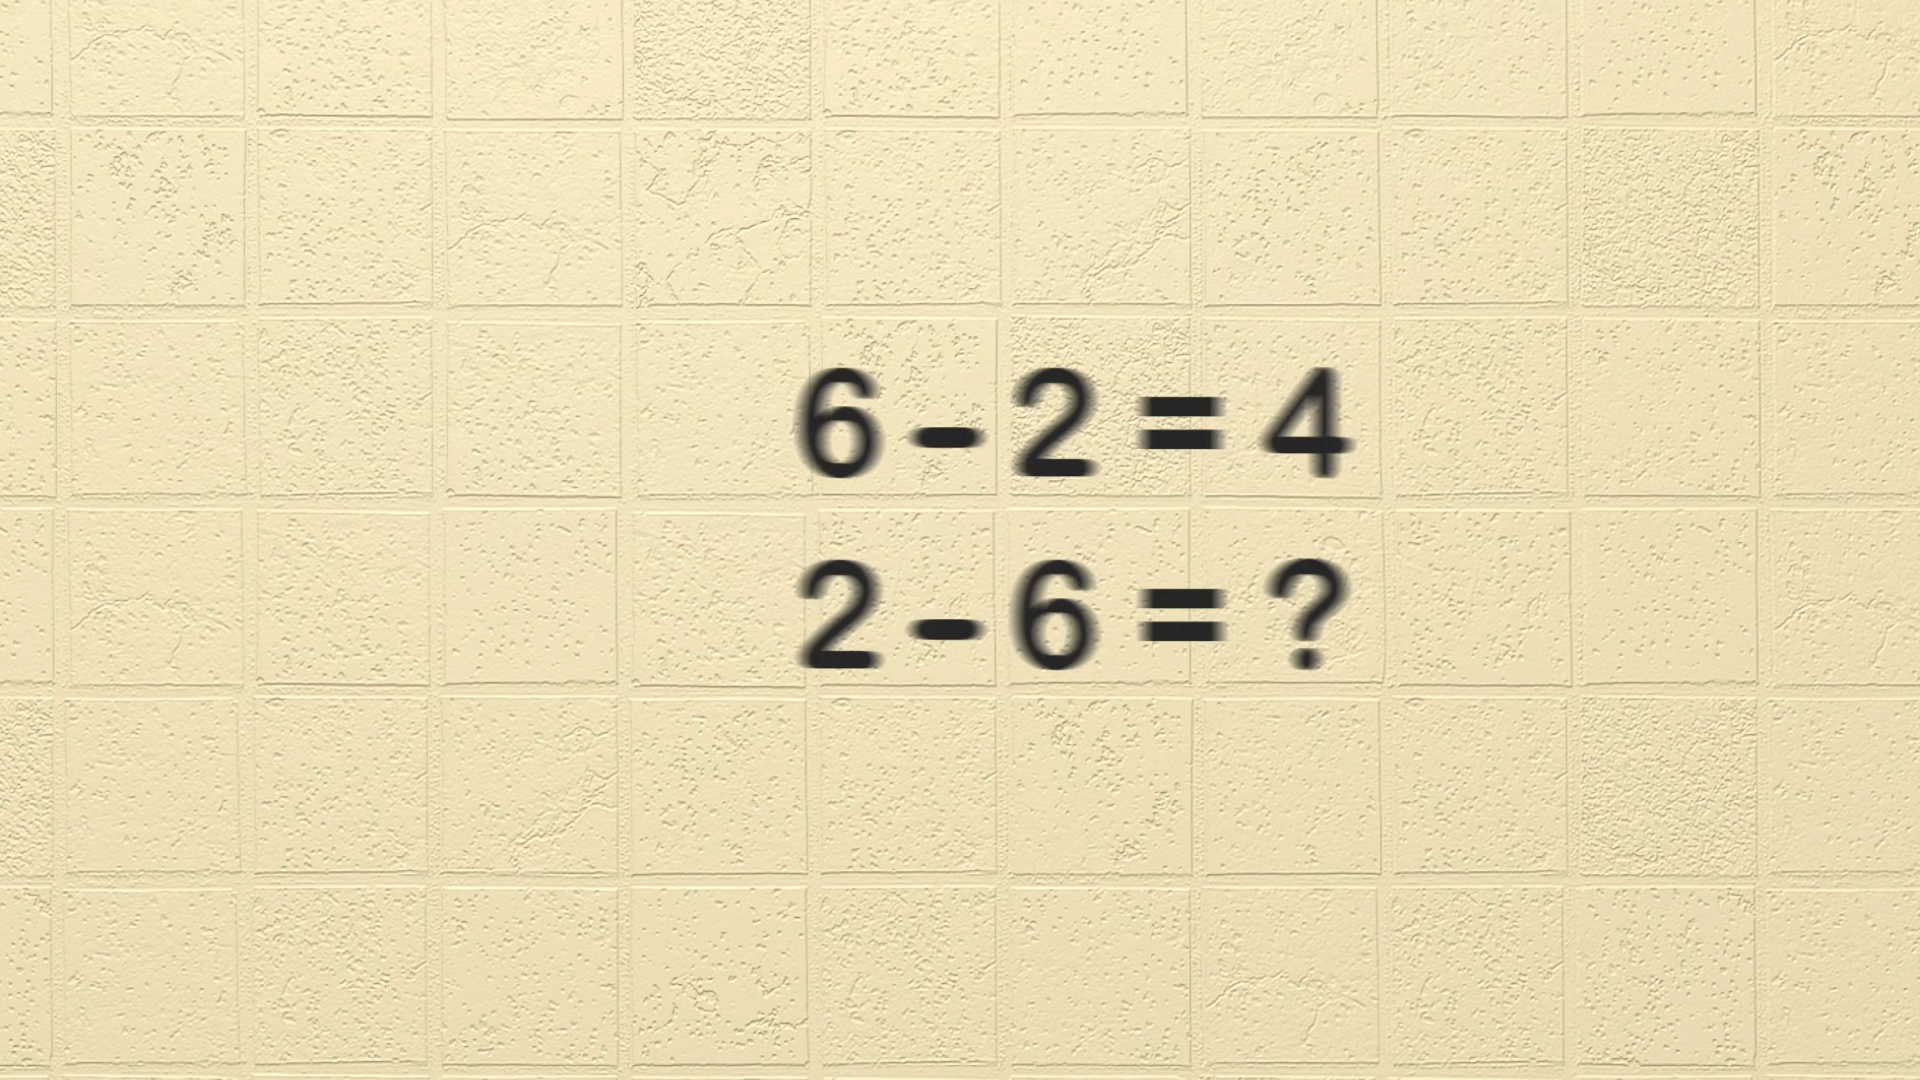 6 - 2 = 4
2 - 6 = ?